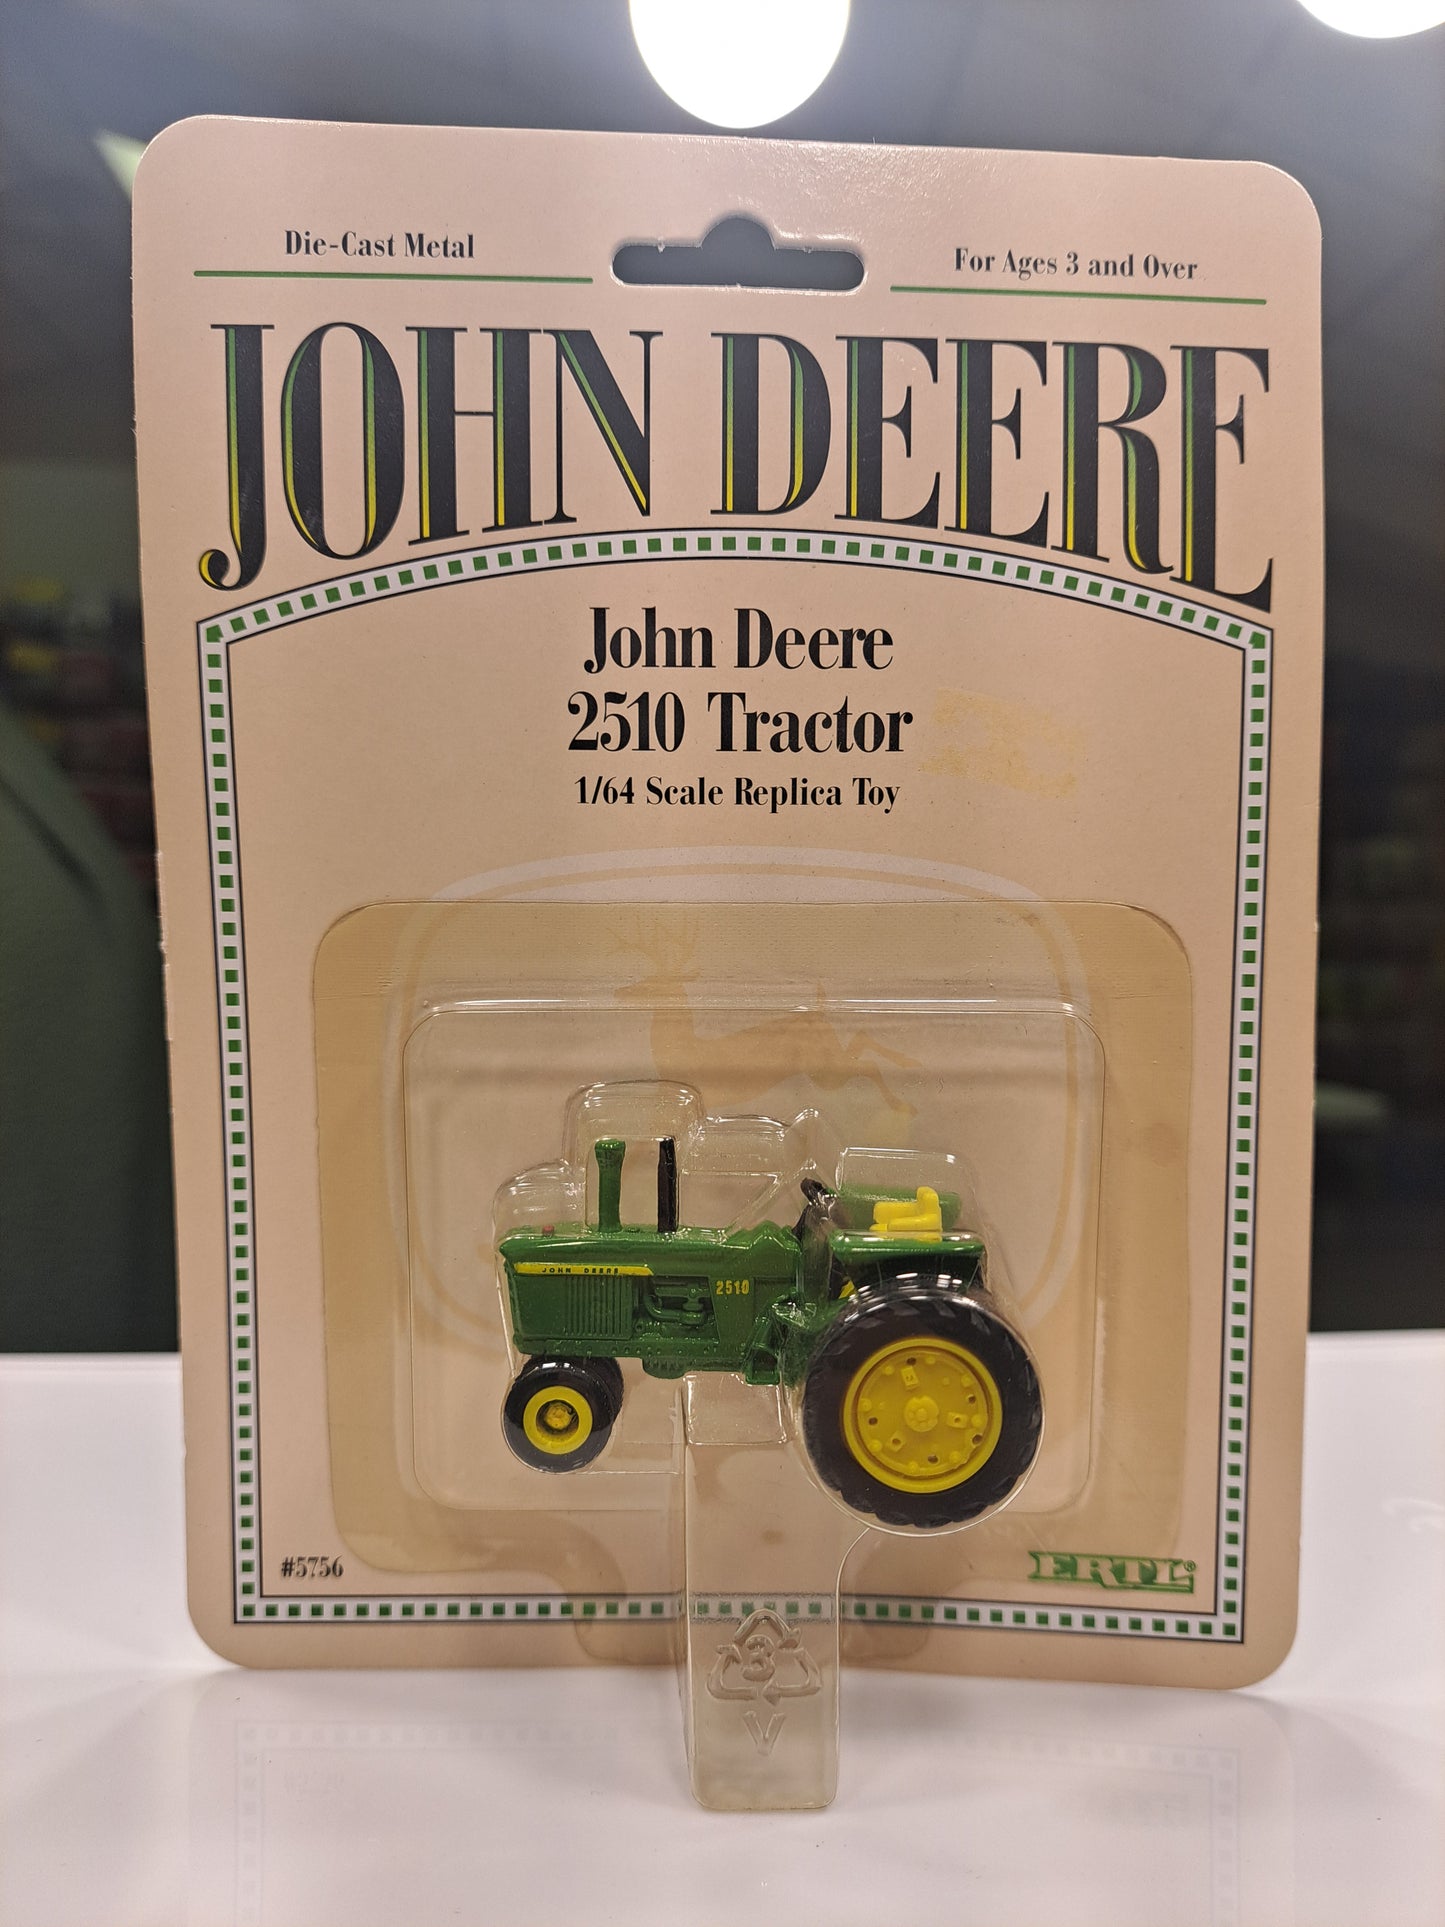 Die-Cast Metal
For Ages 3 and Over
JOHN DEERE
John Deere
2510 Tractor
1/64 Scale Replica Toy
JOHN DEERE
2510
#5756
ERTL®
3
V